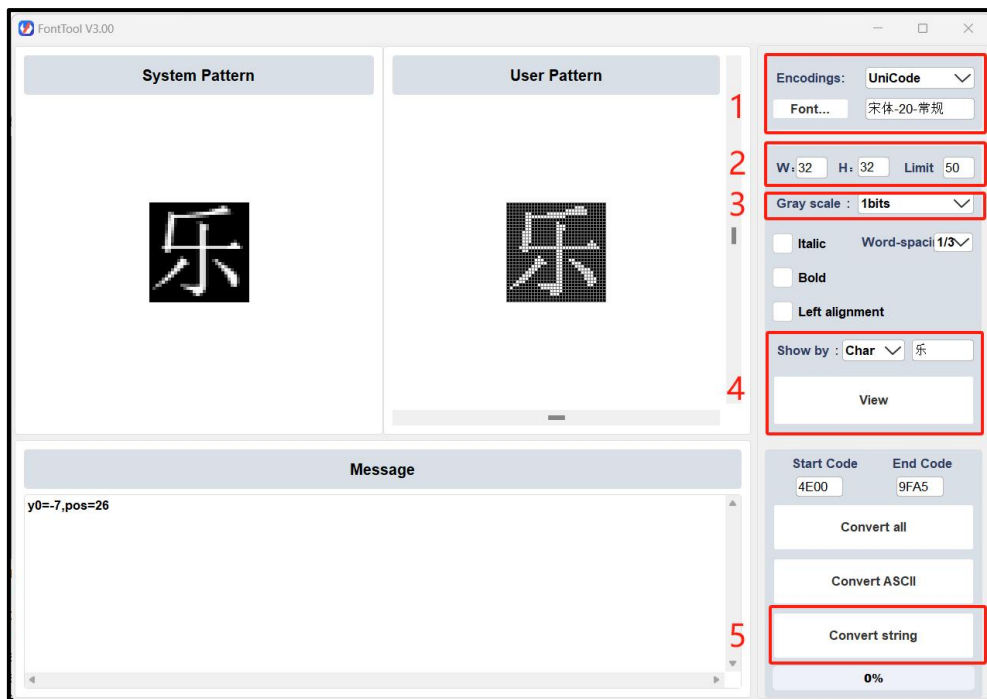 FontTool V3.00
System Pattern
User Pattern
乐
乐
1
Encodings: UniCode
Font... 宋体-20-常规
2
W: 32 H: 32 Limit 50
3
Gray scale : 1bits
Italic Word-spaci 1/3
Bold
Left alignment
4
Show by : Char 乐
View
Message
y0=-7,pos=26
Start Code End Code
4E00 9FA5
Convert all
Convert ASCII
5
Convert string
0%